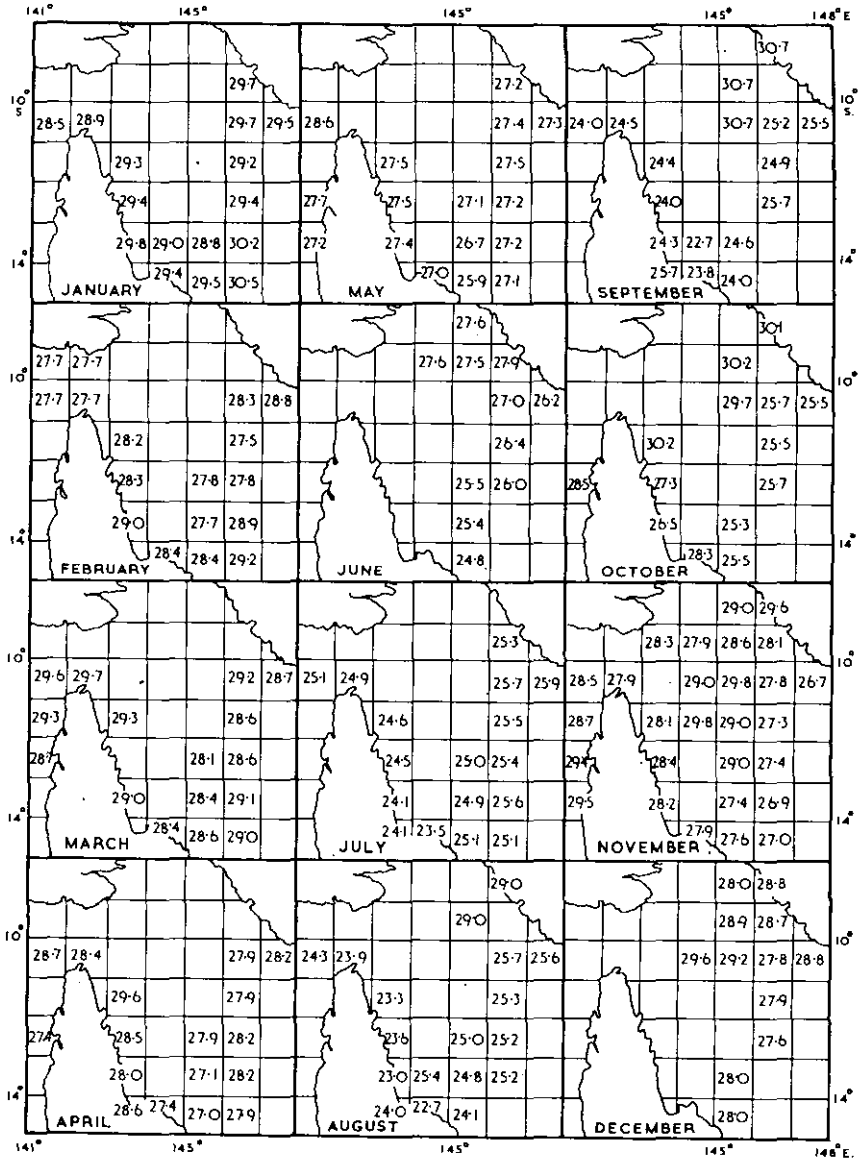 141° 145° 145° 145° 148° E
30·7
29·7 27·2 30·7
10° S 10° S.
28·5 28·9 29·7 29·5 28·6 27·4 27·3 24·0 24·5 30·7 25·2 25·5
29·3 29·2 27·5 27·5 24·4 24·9
29·4 29·4 27·7 27·5 27·1 27·2 24·0 25·7
29·8 29·0 28·8 30·2 27·2 27·4 26·7 27·2 24·3 22·7 24·6
14° 29·4 29·5 30·5 27·0 25·9 27·1 25·7 23·8 24·0 14°
JANUARY MAY SEPTEMBER
27·6 30·1
27·7 27·7 27·6 27·5 27·9 30·2
10° 10°
27·7 27·7 28·3 28·8 27·0 26·2 29·7 25·7 25·5
28·2 27·5 26·4 30·2 25·5
28·3 27·8 27·8 25·5 26·0 28·5 27·3 25·7
29·0 27·7 28·9 25·4 26·5 25·3
14° 28·4 28·4 29·2 24·8 28·3 25·5 14°
FEBRUARY JUNE OCTOBER
29·0 29·6
25·3 28·3 27·9 28·6 28·1
10° 10°
29·6 29·7 29·2 28·7 25·1 24·9 25·7 25·9 28·5 27·9 29·0 29·8 27·8 26·7
29·3 29·3 28·6 24·6 25·5 28·7 28·1 29·8 29·0 27·3
28·7 28·1 28·6 24·5 25·0 25·4 28·4 29·0 27·4
29·0 28·4 29·1 24·1 24·9 25·6 29·5 28·2 27·4 26·9
14° 28·4 28·6 29·0 24·1 23·5 25·1 25·1 27·9 27·6 27·0 14°
MARCH JULY NOVEMBER
29·0 28·0 28·8
29·0 28·9 28·7
10° 10°
28·7 28·4 27·9 28·2 24·3 23·9 25·7 25·6 29·6 29·2 27·8 28·8
29·6 27·9 23·3 25·3 27·9
28·5 27·9 28·2 23·6 25·0 25·2 27·6
28·0 27·1 28·2 23·0 25·4 24·8 25·2 28·0
14° 28·6 27·4 27·0 27·9 24·0 22·7 24·1 28·0 14°
APRIL AUGUST DECEMBER
141° 145° 145° 145° E.